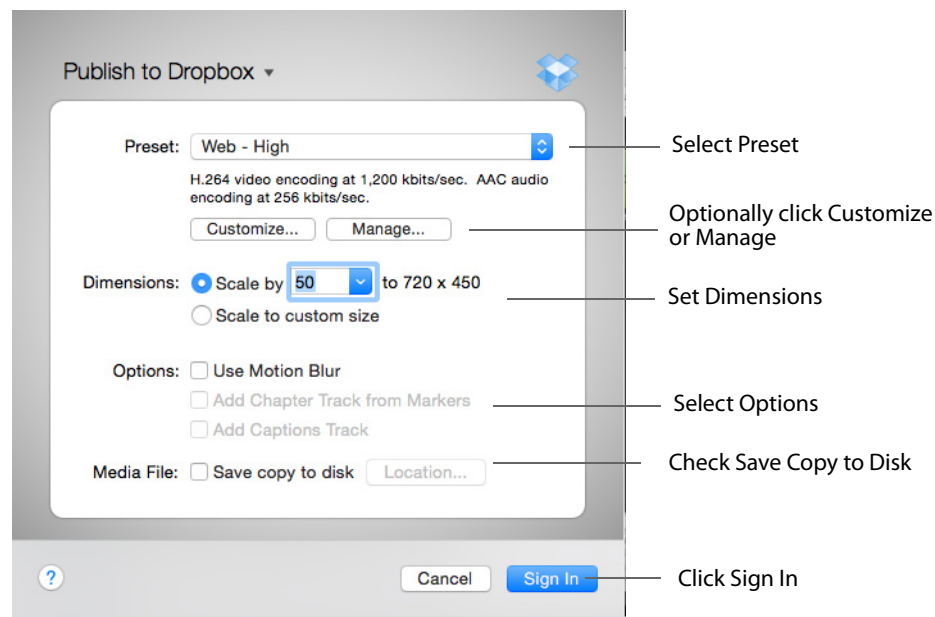 Publish to Dropbox
Preset: Web - High
Select Preset
H.264 video encoding at 1,200 kbits/sec. AAC audio
encoding at 256 kbits/sec.
Customize... Manage...
Optionally click Customize
or Manage
Dimensions: Scale by 50 to 720 x 450
Set Dimensions
Scale to custom size
Options: Use Motion Blur
Add Chapter Track from Markers
Select Options
Add Captions Track
Media File: Save copy to disk Location...
Check Save Copy to Disk
? Cancel Sign In
Click Sign In